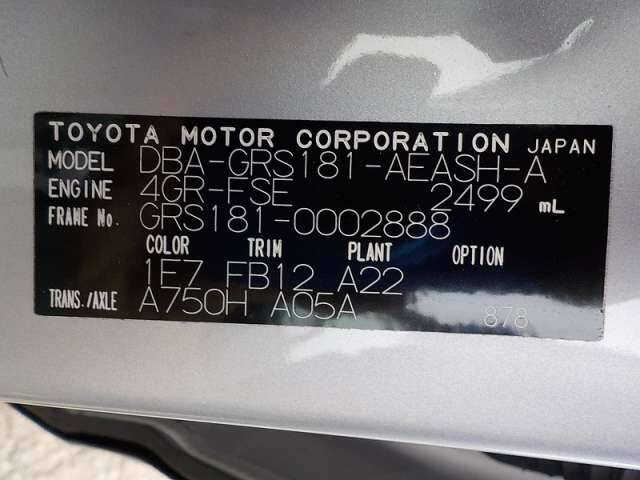 TOYOTA MOTOR CORPORATION JAPAN
MODEL DBA-GRS181-AEASH-A
ENGINE 4GR-FSE 2499 mL
FRAME No. GRS181-0002888
COLOR TRIM PLANT OPTION
1E7 FB12 A22
TRANS./AXLE A750H A05A 878